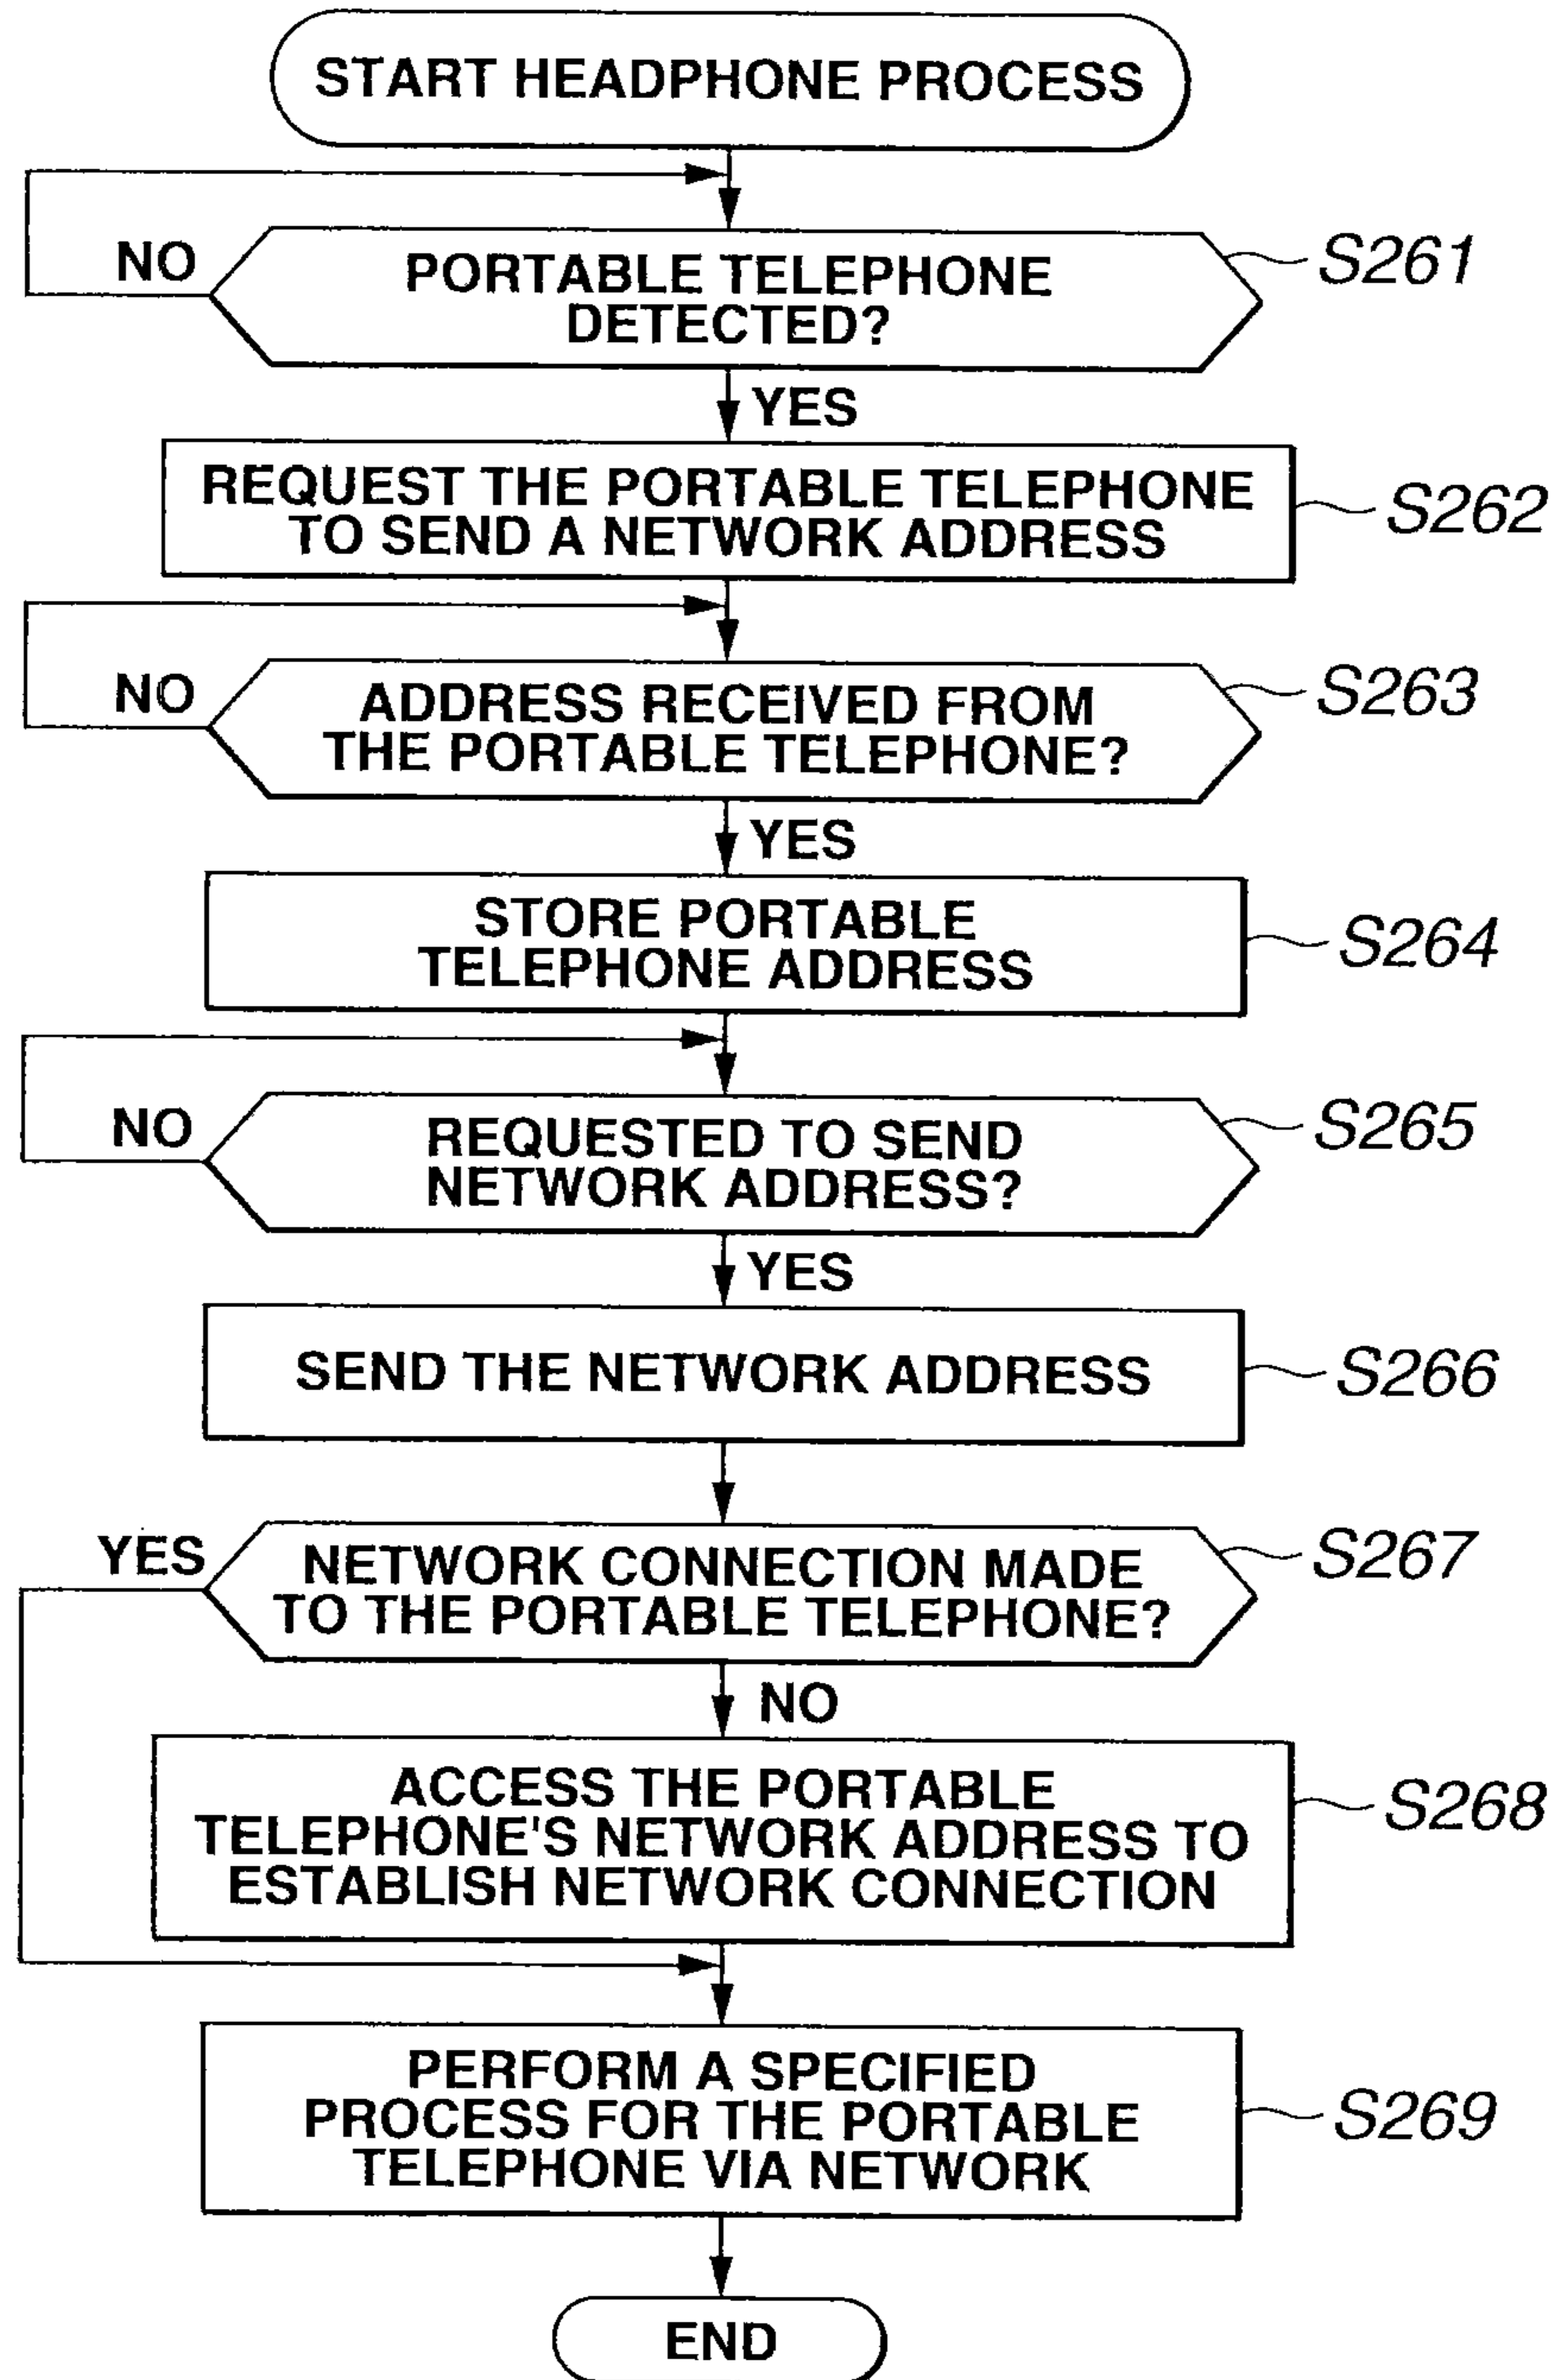 START HEADPHONE PROCESS
NO
PORTABLE TELEPHONE
DETECTED?
S261
YES
REQUEST THE PORTABLE TELEPHONE
TO SEND A NETWORK ADDRESS
S262
NO
ADDRESS RECEIVED FROM
THE PORTABLE TELEPHONE?
S263
YES
STORE PORTABLE
TELEPHONE ADDRESS
S264
NO
REQUESTED TO SEND
NETWORK ADDRESS?
S265
YES
SEND THE NETWORK ADDRESS
S266
YES
NETWORK CONNECTION MADE
TO THE PORTABLE TELEPHONE?
S267
NO
ACCESS THE PORTABLE
TELEPHONE'S NETWORK ADDRESS TO
ESTABLISH NETWORK CONNECTION
S268
PERFORM A SPECIFIED
PROCESS FOR THE PORTABLE
TELEPHONE VIA NETWORK
S269
END